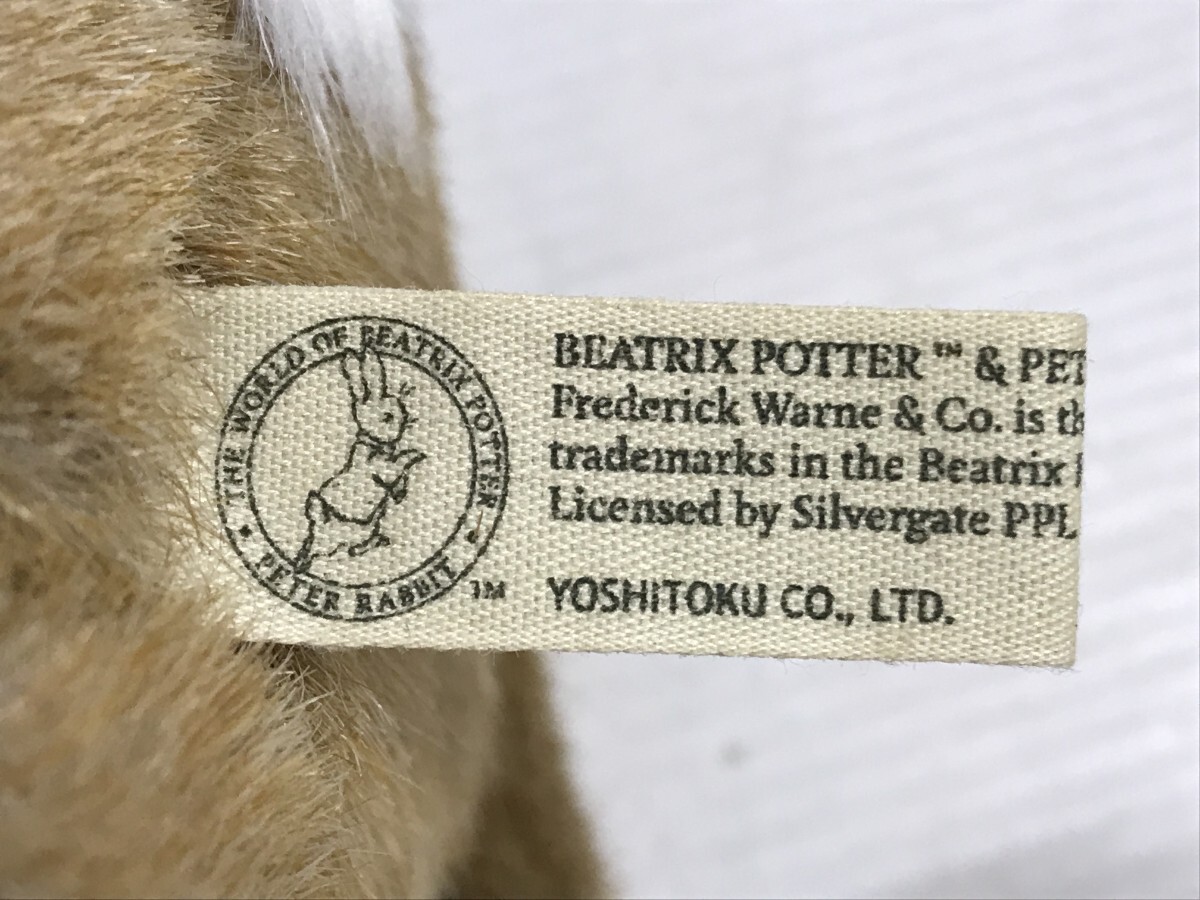 THE WORLD OF BEATRIX POTTER
PETER RABBIT
TM
BEATRIX POTTER ™ & PET
Frederick Warne & Co. is th
trademarks in the Beatrix
Licensed by Silvergate PPL
YOSHITOKU CO., LTD.